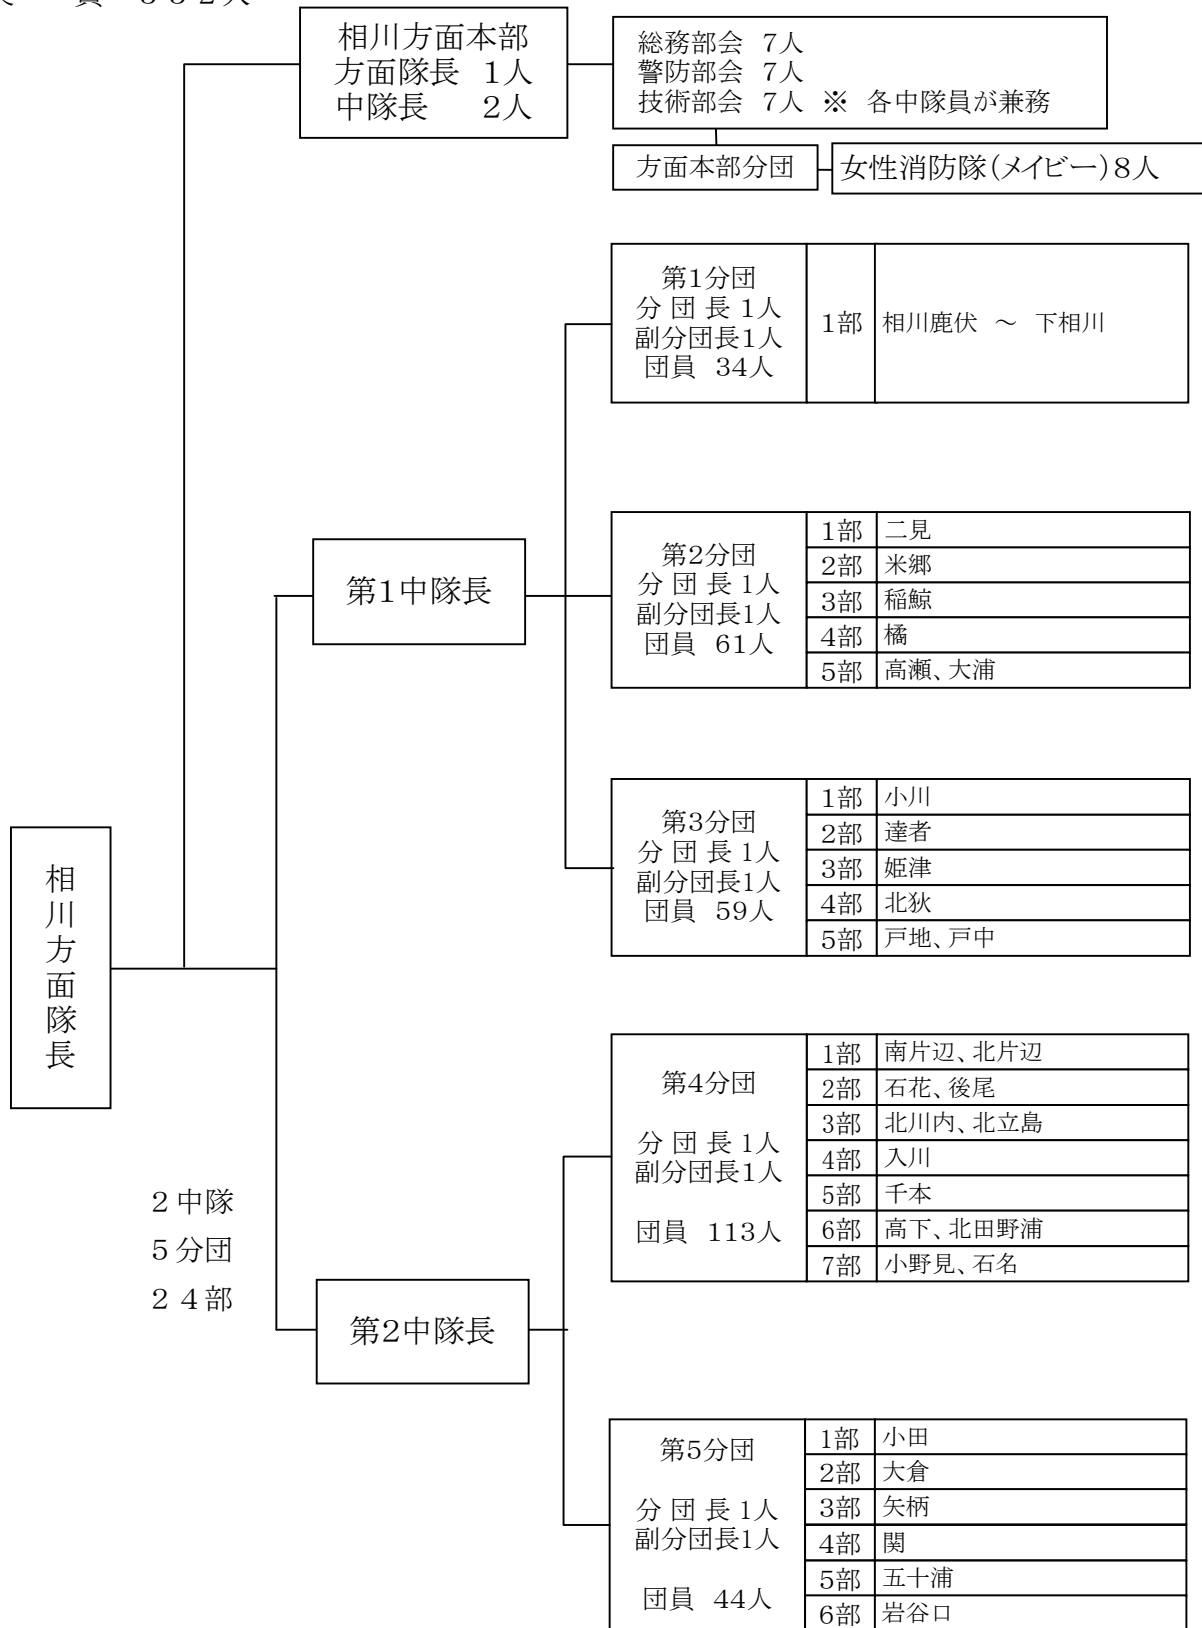 員 332人
相川方面本部
方面隊長 1人
中隊長 2人
総務部会 7人
警防部会 7人
技術部会 7人 ※ 各中隊員が兼務
方面本部分団
女性消防隊(メイビー)8人
第1分団
分団長1人
副分団長1人
団員 34人
1部 相川鹿伏 ～ 下相川
第1中隊長
第2分団
分団長1人
副分団長1人
団員 61人
1部 二見
2部 米郷
3部 稲鯨
4部 橘
5部 高瀬、大浦
第3分団
分団長1人
副分団長1人
団員 59人
1部 小川
2部 達者
3部 姫津
4部 北狄
5部 戸地、戸中
相川方面隊長
2中隊
5分団
24部
第2中隊長
第4分団
分団長1人
副分団長1人
団員 113人
1部 南片辺、北片辺
2部 石花、後尾
3部 北川内、北立島
4部 入川
5部 千本
6部 高下、北田野浦
7部 小野見、石名
第5分団
分団長1人
副分団長1人
団員 44人
1部 小田
2部 大倉
3部 矢柄
4部 関
5部 五十浦
6部 岩谷口